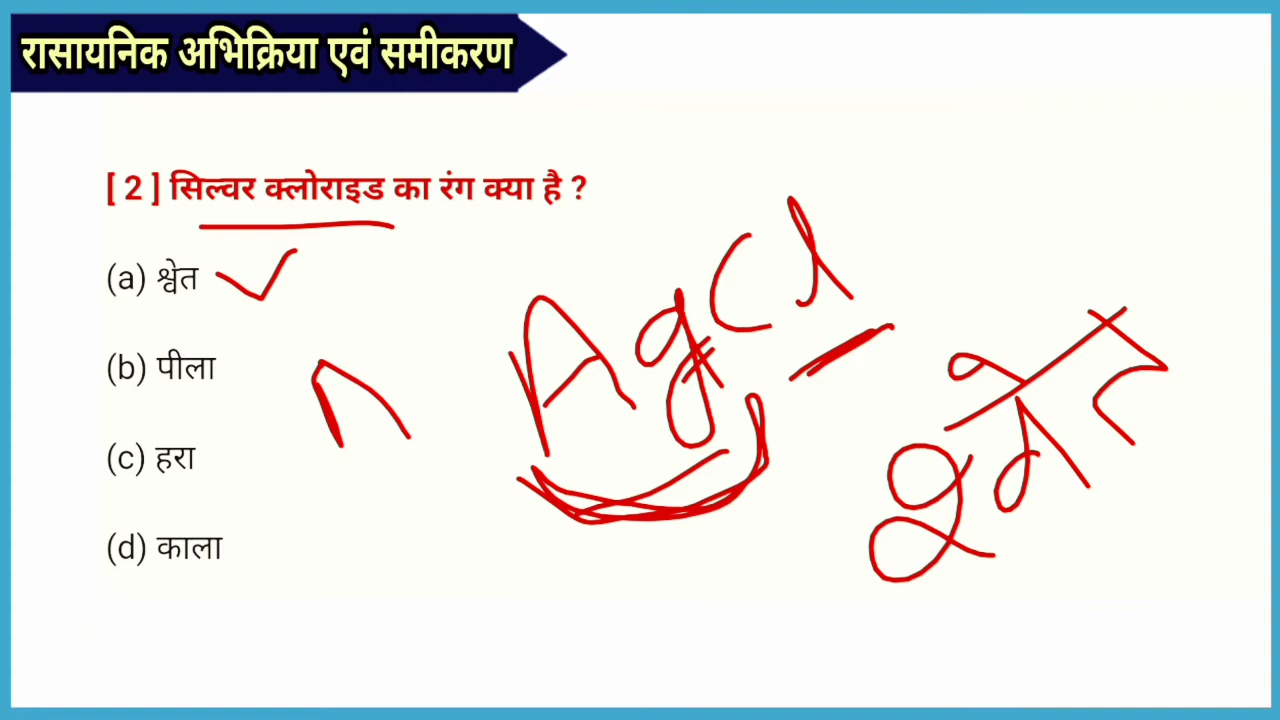 रासायनिक अभिक्रिया एवं समीकरण
[ 2 ] सिल्वर क्लोराइड का रंग क्या है ?
(a) श्वेत
(b) पीला
(c) हरा
(d) काला
AgCl